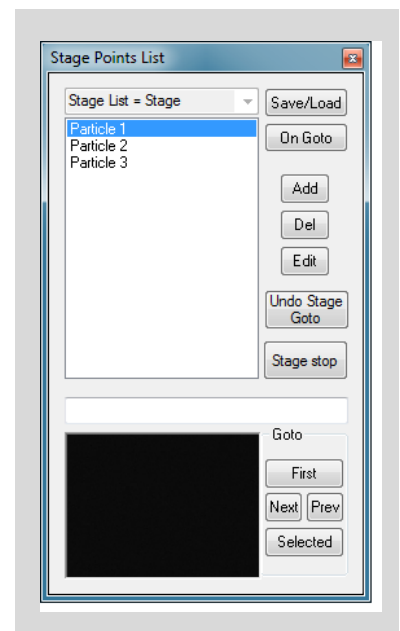 Stage Points List
Stage List = Stage
Save/Load
Particle 1
Particle 2
Particle 3
On Goto
Add
Del
Edit
Undo Stage
Goto
Stage stop
Goto
First
Next Prev
Selected